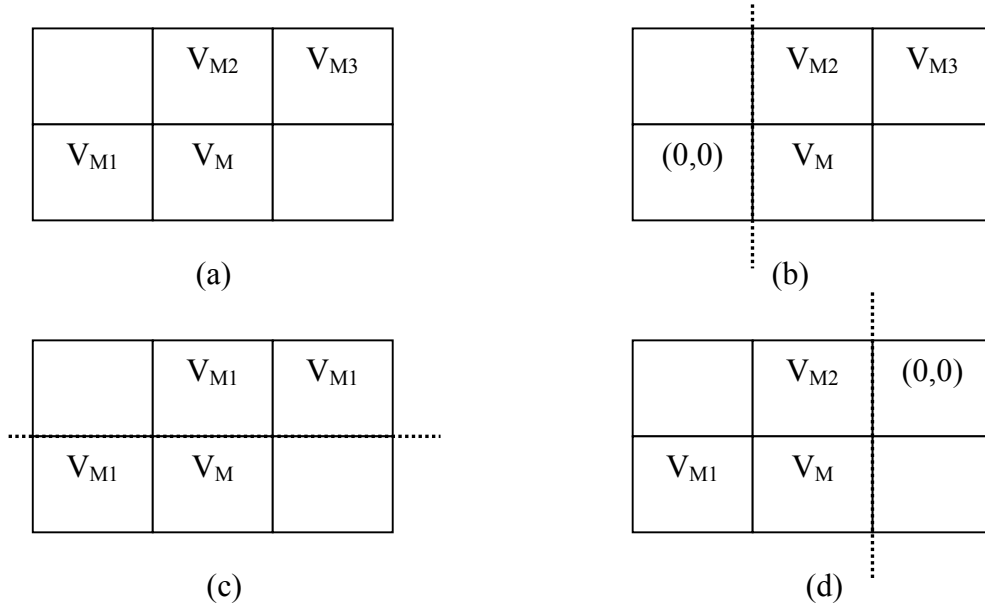 V_M2 V_M3
V_M1 V_M
(a)
V_M2 V_M3
(0,0) V_M
(b)
V_M1 V_M1
V_M1 V_M
(c)
V_M2 (0,0)
V_M1 V_M
(d)